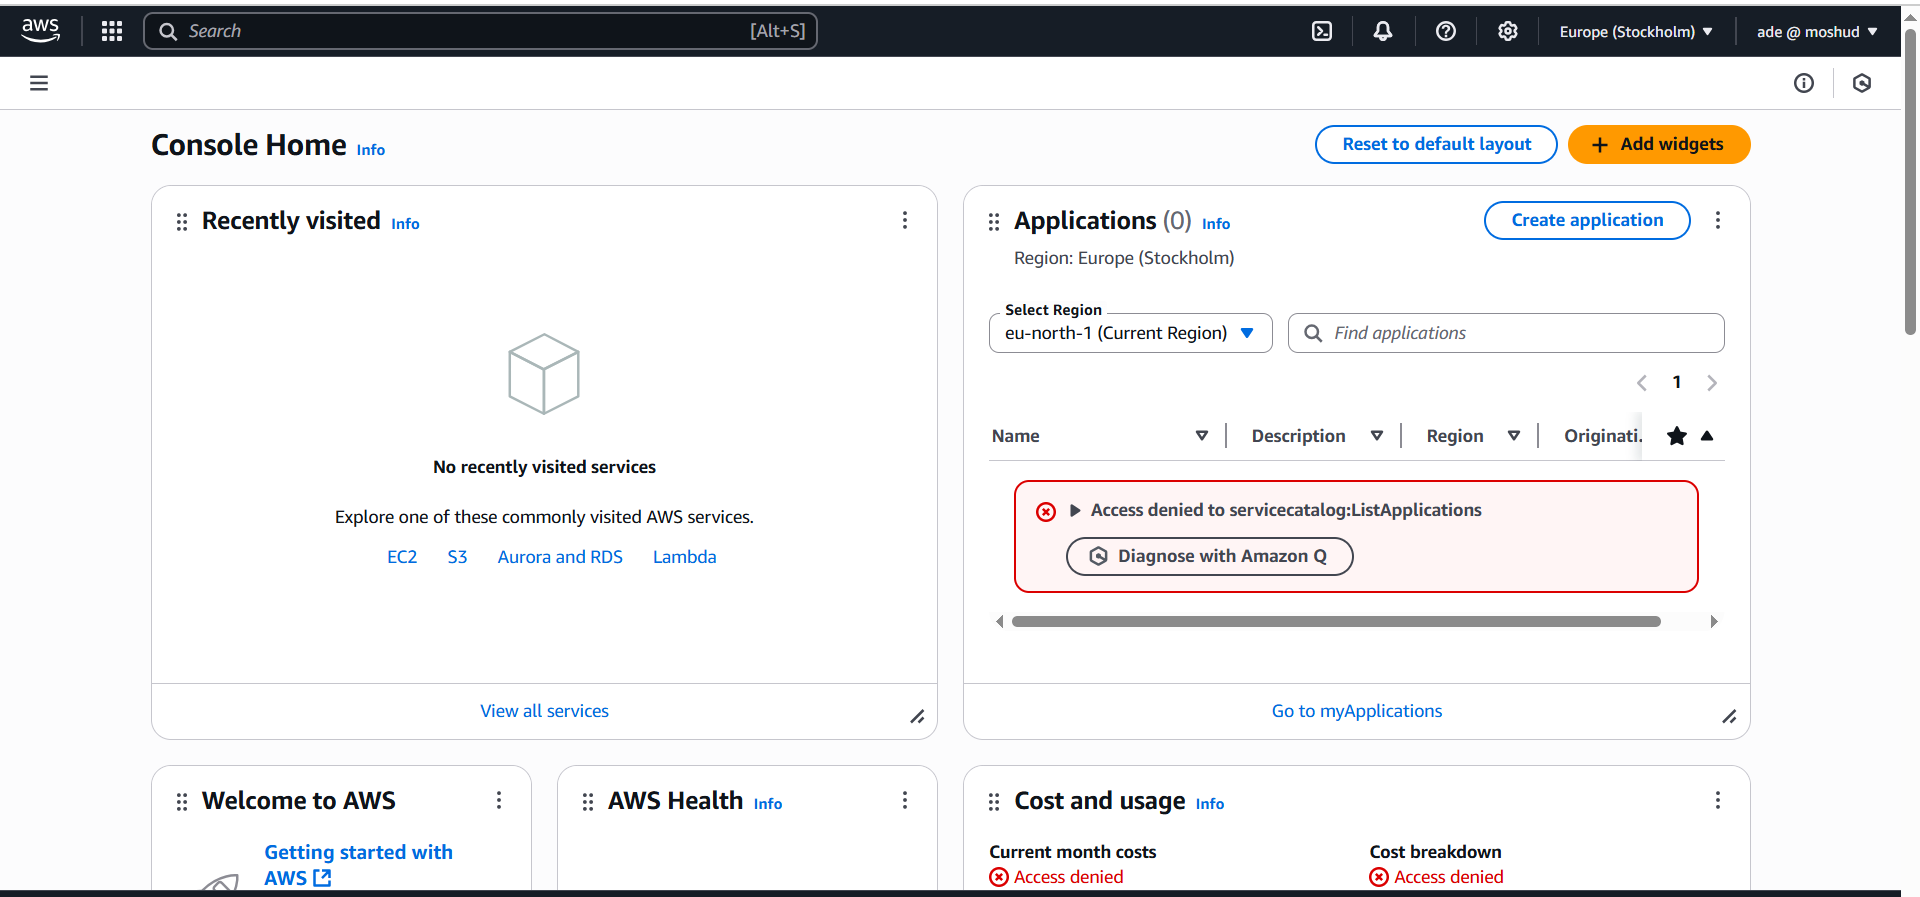 aws
Search [Alt+S]
Europe (Stockholm)
ade @ moshud
Console Home Info
Reset to default layout
Add widgets
Recently visited Info
No recently visited services
Explore one of these commonly visited AWS services.
EC2 S3 Aurora and RDS Lambda
View all services
Applications (0) Info
Create application
Region: Europe (Stockholm)
Select Region
eu-north-1 (Current Region)
Find applications
1
Name Description Region Originati.
Access denied to servicecatalog:ListApplications
Diagnose with Amazon Q
Go to myApplications
Welcome to AWS
Getting started with
AWS
AWS Health Info
Cost and usage Info
Current month costs
Access denied
Cost breakdown
Access denied